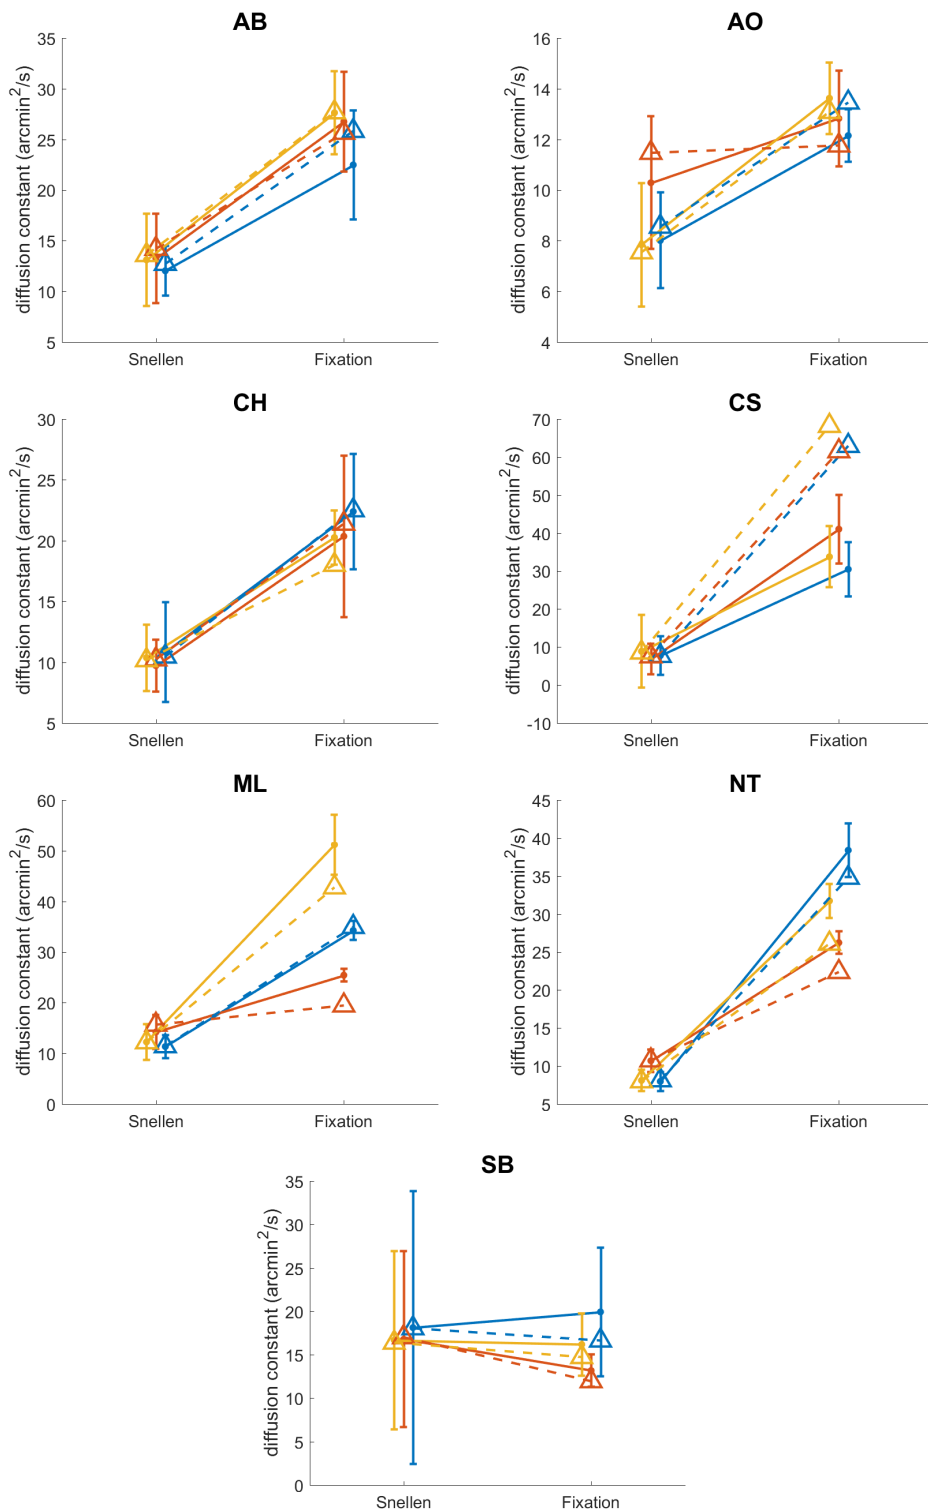 AB
diffusion constant (arcmin²/s)
35
30
25
20
15
10
5
Snellen
Fixation
AO
diffusion constant (arcmin²/s)
16
14
12
10
8
6
4
Snellen
Fixation
CH
diffusion constant (arcmin²/s)
30
25
20
15
10
5
Snellen
Fixation
CS
diffusion constant (arcmin²/s)
70
60
50
40
30
20
10
0
-10
Snellen
Fixation
ML
diffusion constant (arcmin²/s)
60
50
40
30
20
10
0
Snellen
Fixation
NT
diffusion constant (arcmin²/s)
45
40
35
30
25
20
15
10
5
Snellen
Fixation
SB
diffusion constant (arcmin²/s)
35
30
25
20
15
10
5
0
Snellen
Fixation